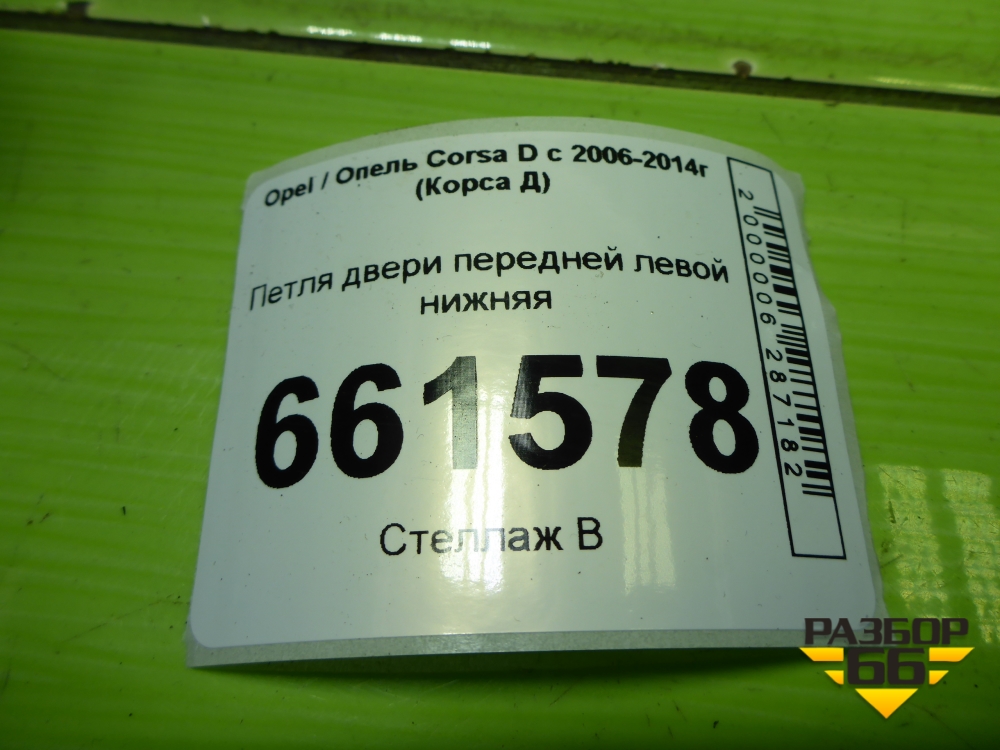 Opel / Опель Corsa D с 2006-2014г
(Корса Д)
Петля двери передней левой
нижняя
661578
Стеллаж В
2000006287182
РАЗБОР
66